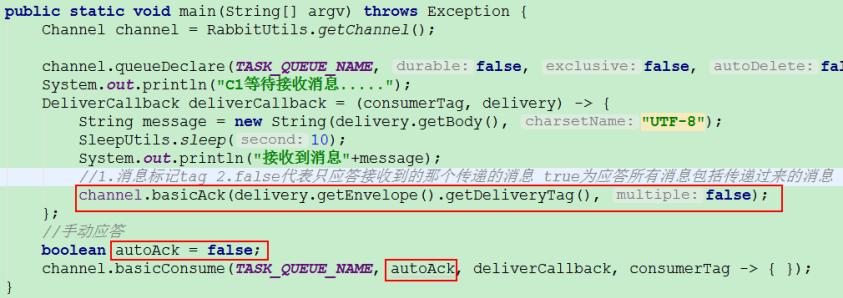 public static void main(String[] argv) throws Exception {
Channel channel = RabbitUtils.getChannel();
channel.queueDeclare(TASK_QUEUE_NAME, durable: false, exclusive: false, autoDelete:
System.out.println("C1等待接收消息.....");
DeliverCallback deliverCallback = (consumerTag, delivery) -> {
String message = new String(delivery.getBody(), charsetName: "UTF-8");
SleepUtils.sleep( second: 10);
System.out.println("接收到消息"+message);
//1.消息标记tag 2.false代表只应答接收到的那个传递的消息 true为应答所有消息包括传递过来的消息
channel.basicAck(delivery.getEnvelope().getDeliveryTag(), multiple: false);
};
//手动应答
boolean autoAck = false;
channel.basicConsume(TASK_QUEUE_NAME, autoAck, deliverCallback, consumerTag -> { });
}